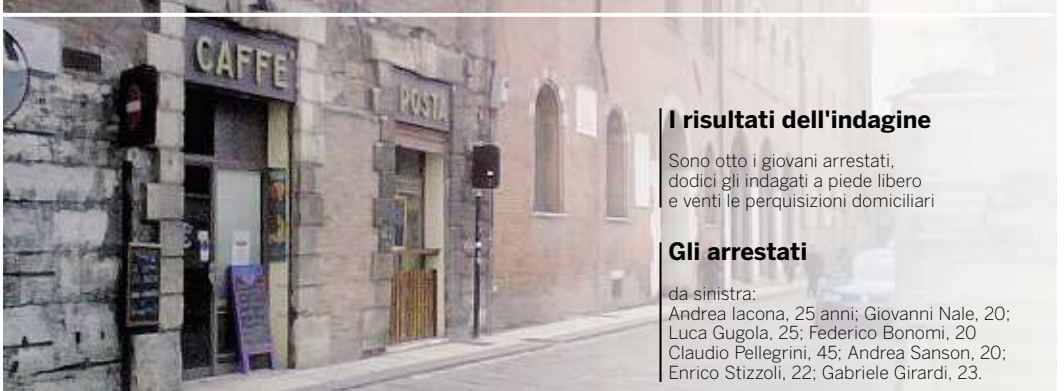 CAFFE'
POSTA
I risultati dell'indagine
Sono otto i giovani arrestati,
dodici gli indagati a piede libero
e venti le perquisizioni domiciliari
Gli arrestati
da sinistra:
Andrea Iacona, 25 anni; Giovanni Nale, 20;
Luca Gugola, 25; Federico Bonomi, 20
Claudio Pellegrini, 45; Andrea Sanson, 20;
Enrico Stizzoli, 22; Gabriele Girardi, 23.